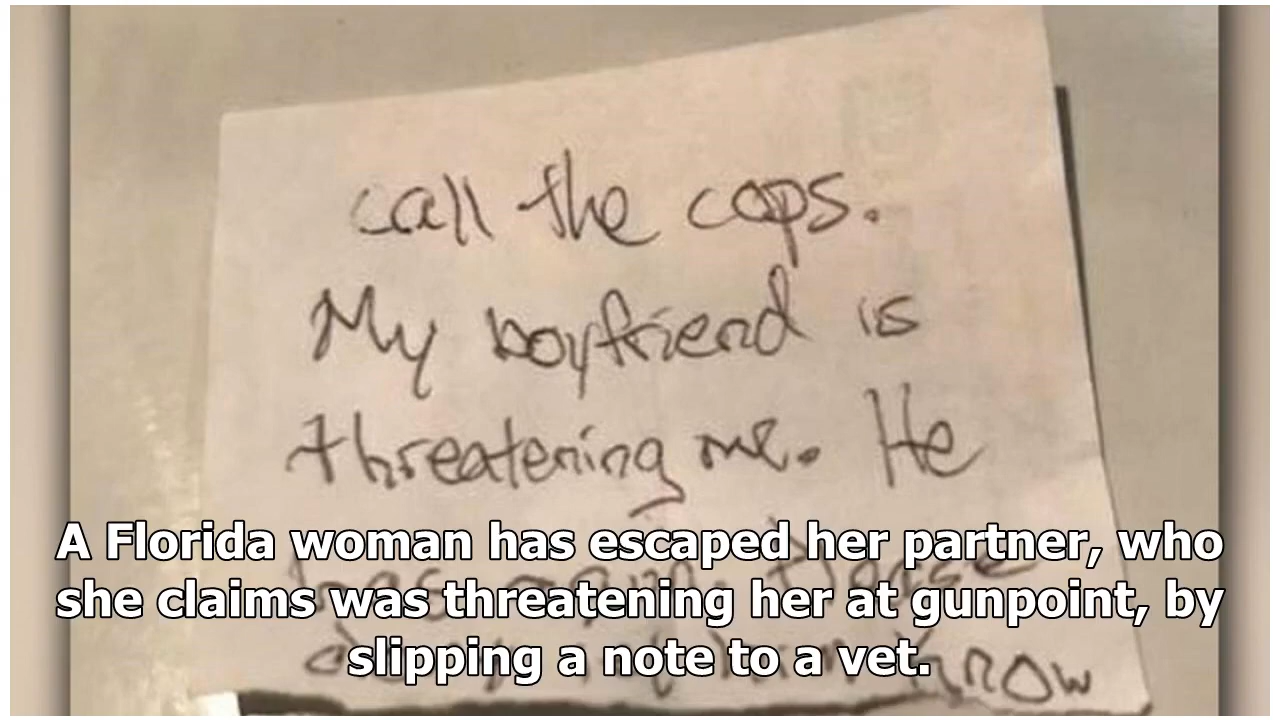 call the cops.
My boyfriend is
threatening me. He
A Florida woman has escaped her partner, who
she claims was threatening her at gunpoint, by
slipping a note to a vet.
know